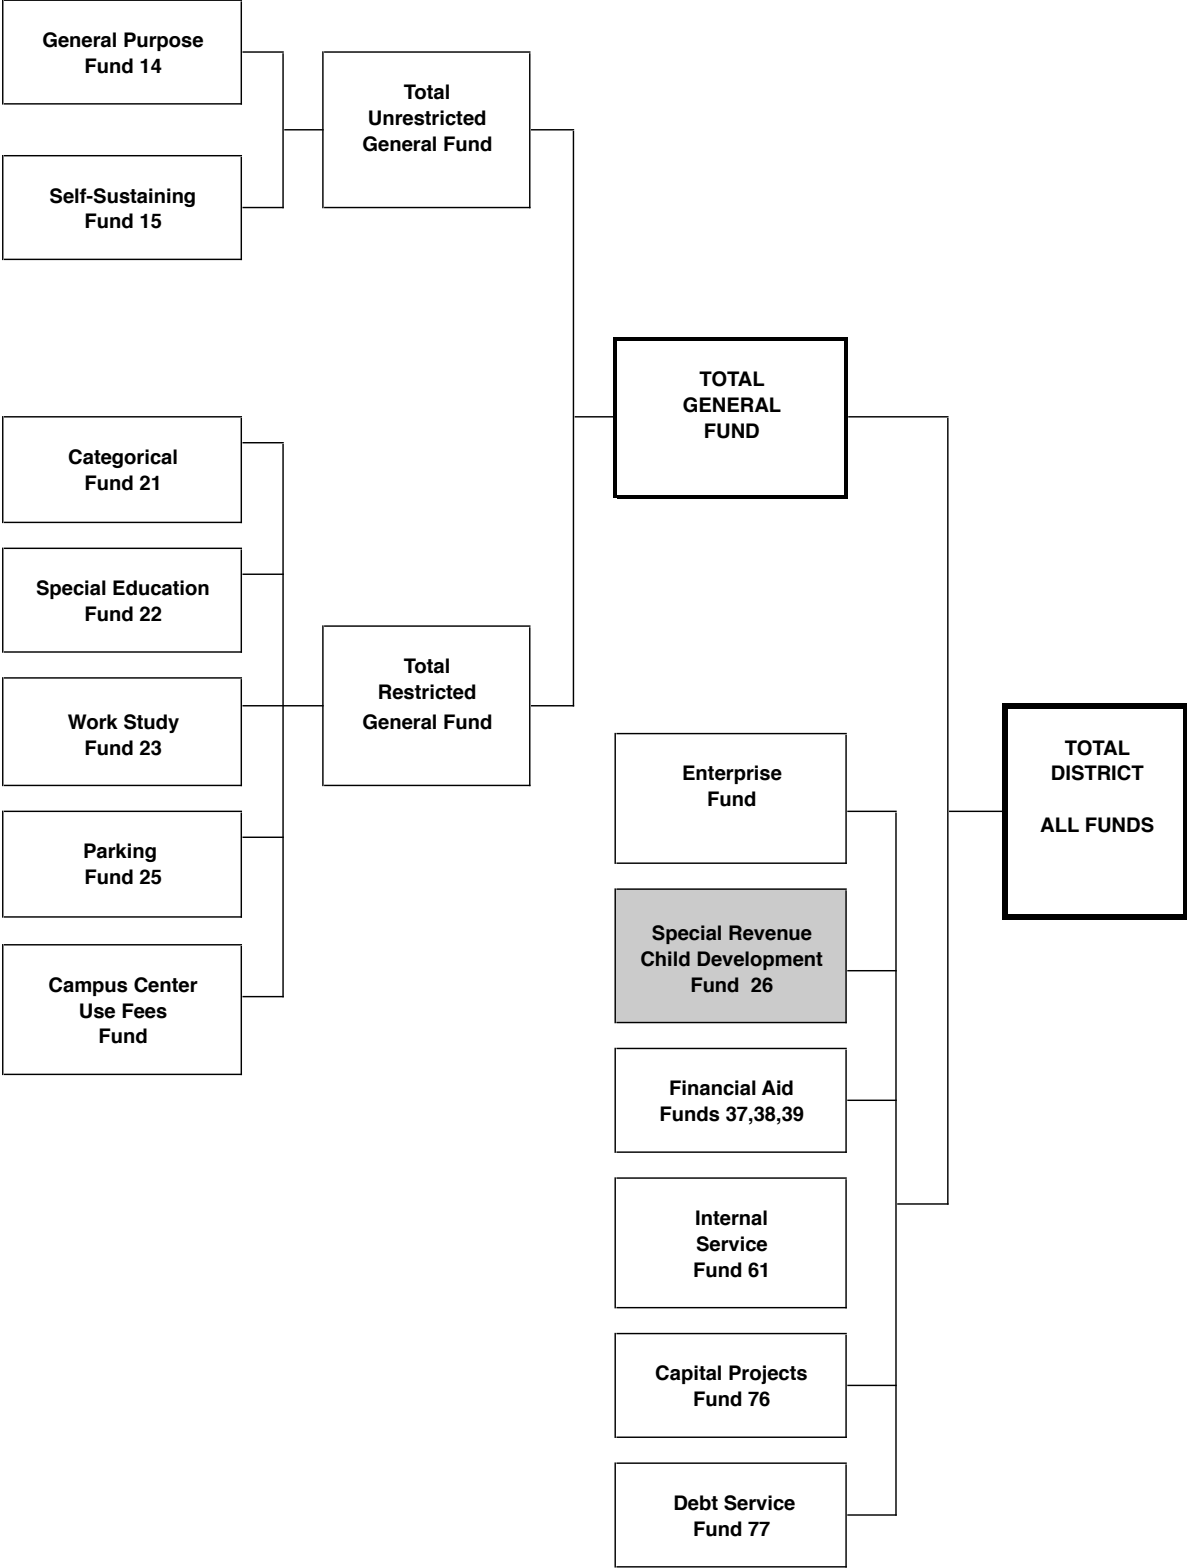 General Purpose
Fund 14
Self-Sustaining
Fund 15
Total
Unrestricted
General Fund
Categorical
Fund 21
Special Education
Fund 22
Work Study
Fund 23
Parking
Fund 25
Campus Center
Use Fees
Fund
Total
Restricted
General Fund
TOTAL
GENERAL
FUND
Enterprise
Fund
Special Revenue
Child Development
Fund  26
Financial Aid
Funds 37,38,39
Internal
Service
Fund 61
Capital Projects
Fund 76
Debt Service
Fund 77
TOTAL
DISTRICT
ALL FUNDS